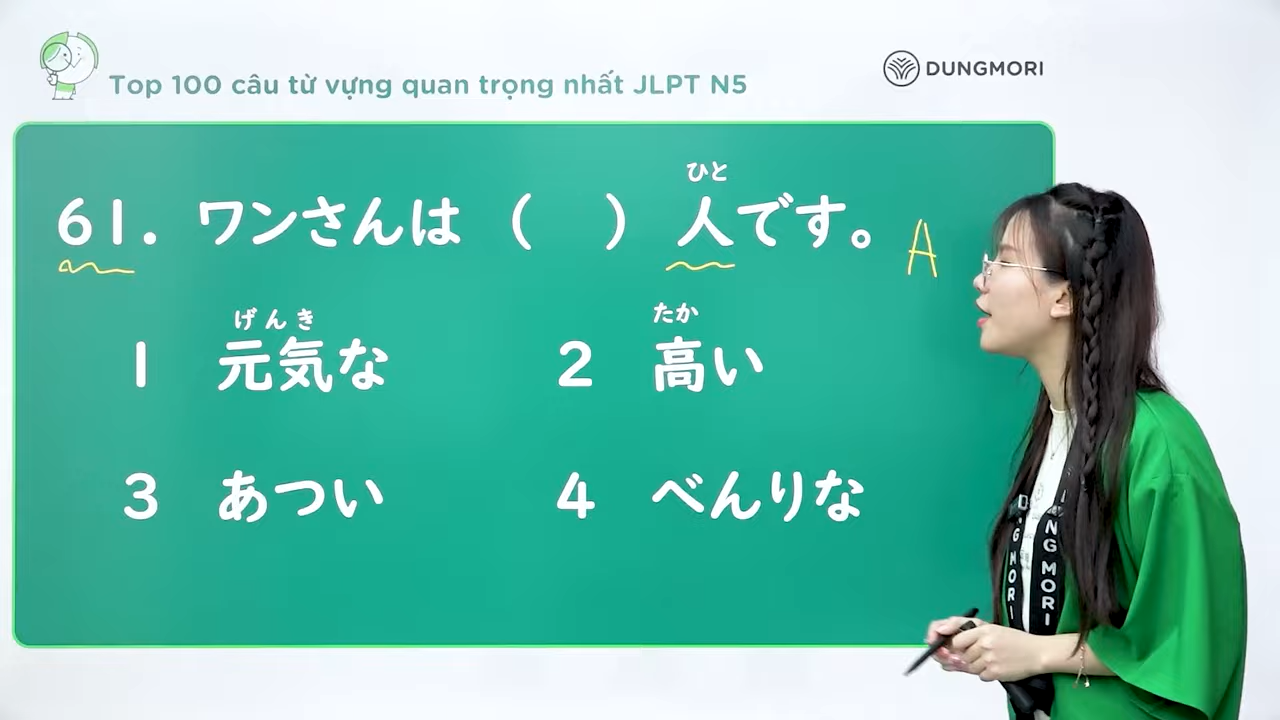 Top 100 câu từ vựng quan trọng nhất JLPT N5
DUNGMORI
ひと
61. ワンさんは ( ) 人です。 A
げんき
1 元気な
たか
2 高い
3 あつい
4 べんりな
DUNGMORI